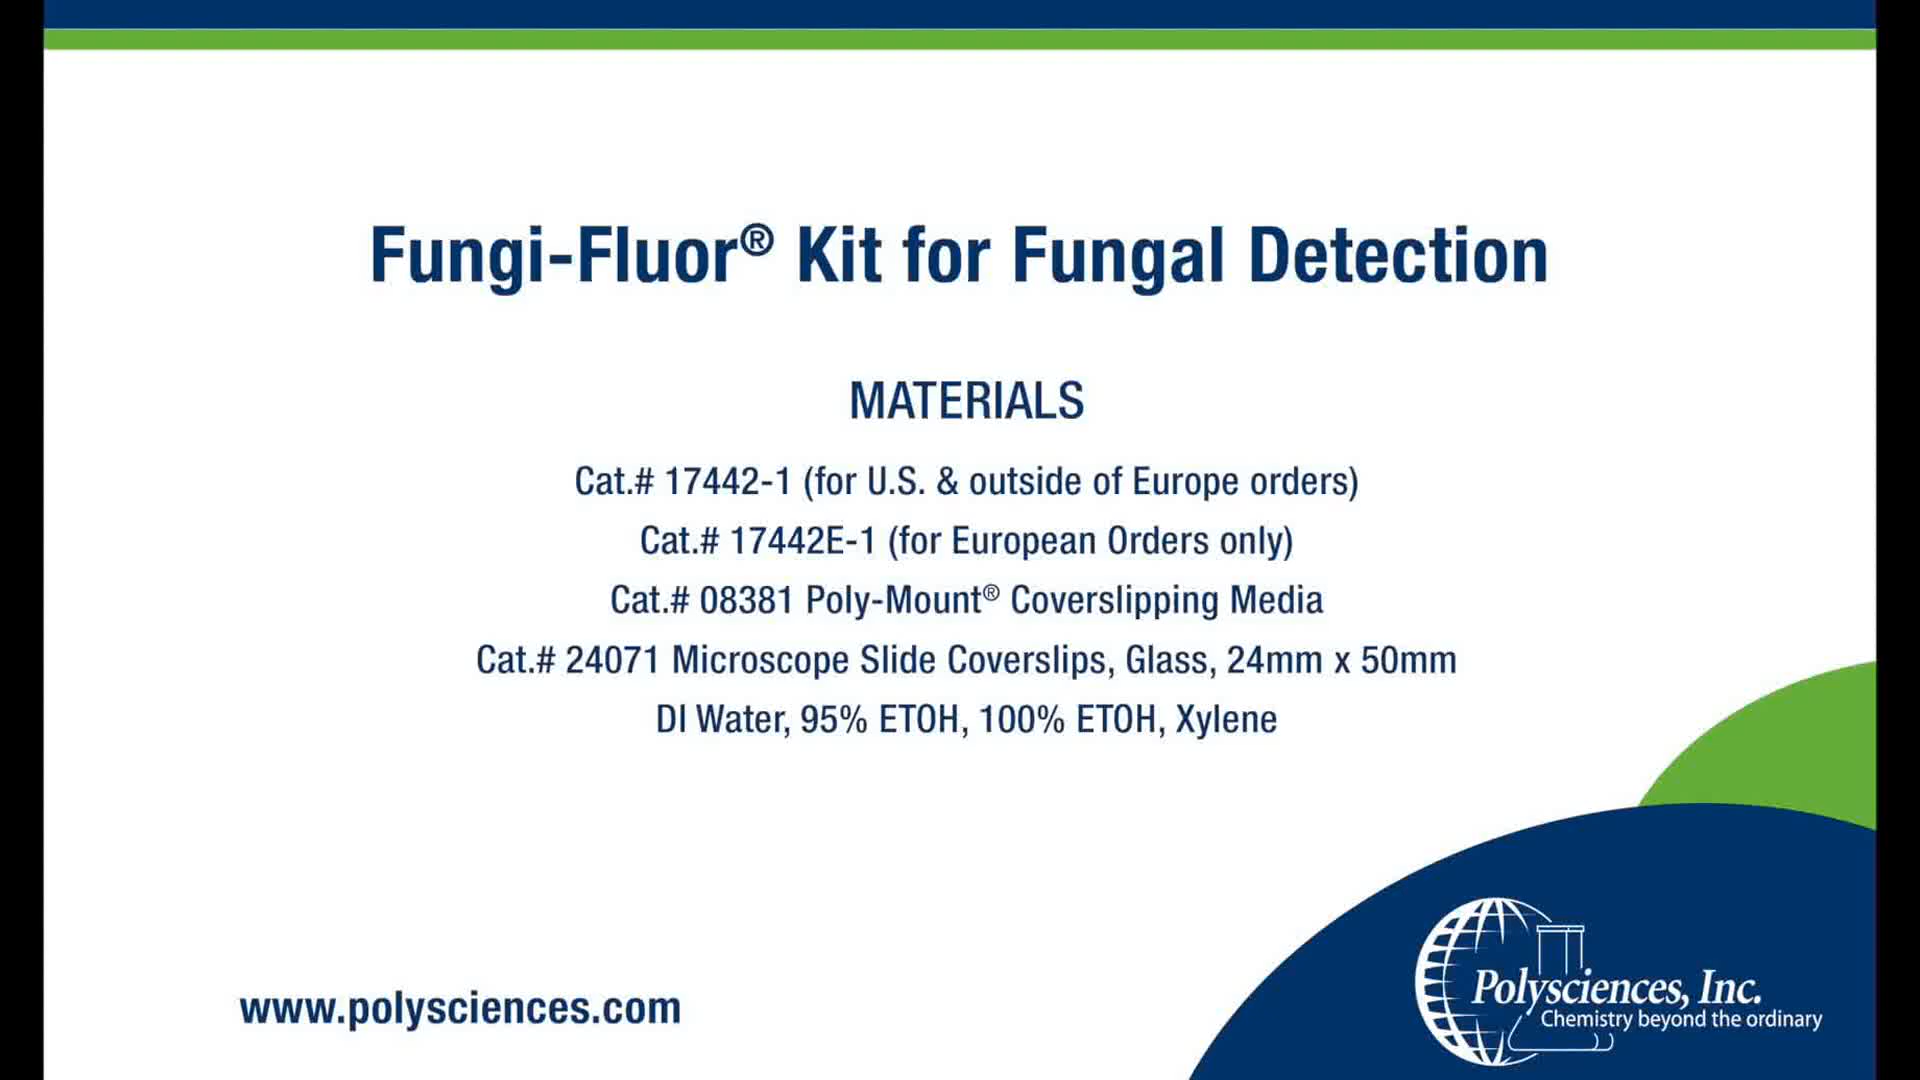 Fungi-Fluor® Kit for Fungal Detection
MATERIALS
Cat.# 17442-1 (for U.S. & outside of Europe orders)
Cat.# 17442E-1 (for European Orders only)
Cat.# 08381 Poly-Mount® Coverslipping Media
Cat.# 24071 Microscope Slide Coverslips, Glass, 24mm x 50mm
DI Water, 95% ETOH, 100% ETOH, Xylene
www.polysciences.com
Polysciences, Inc.
Chemistry beyond the ordinary